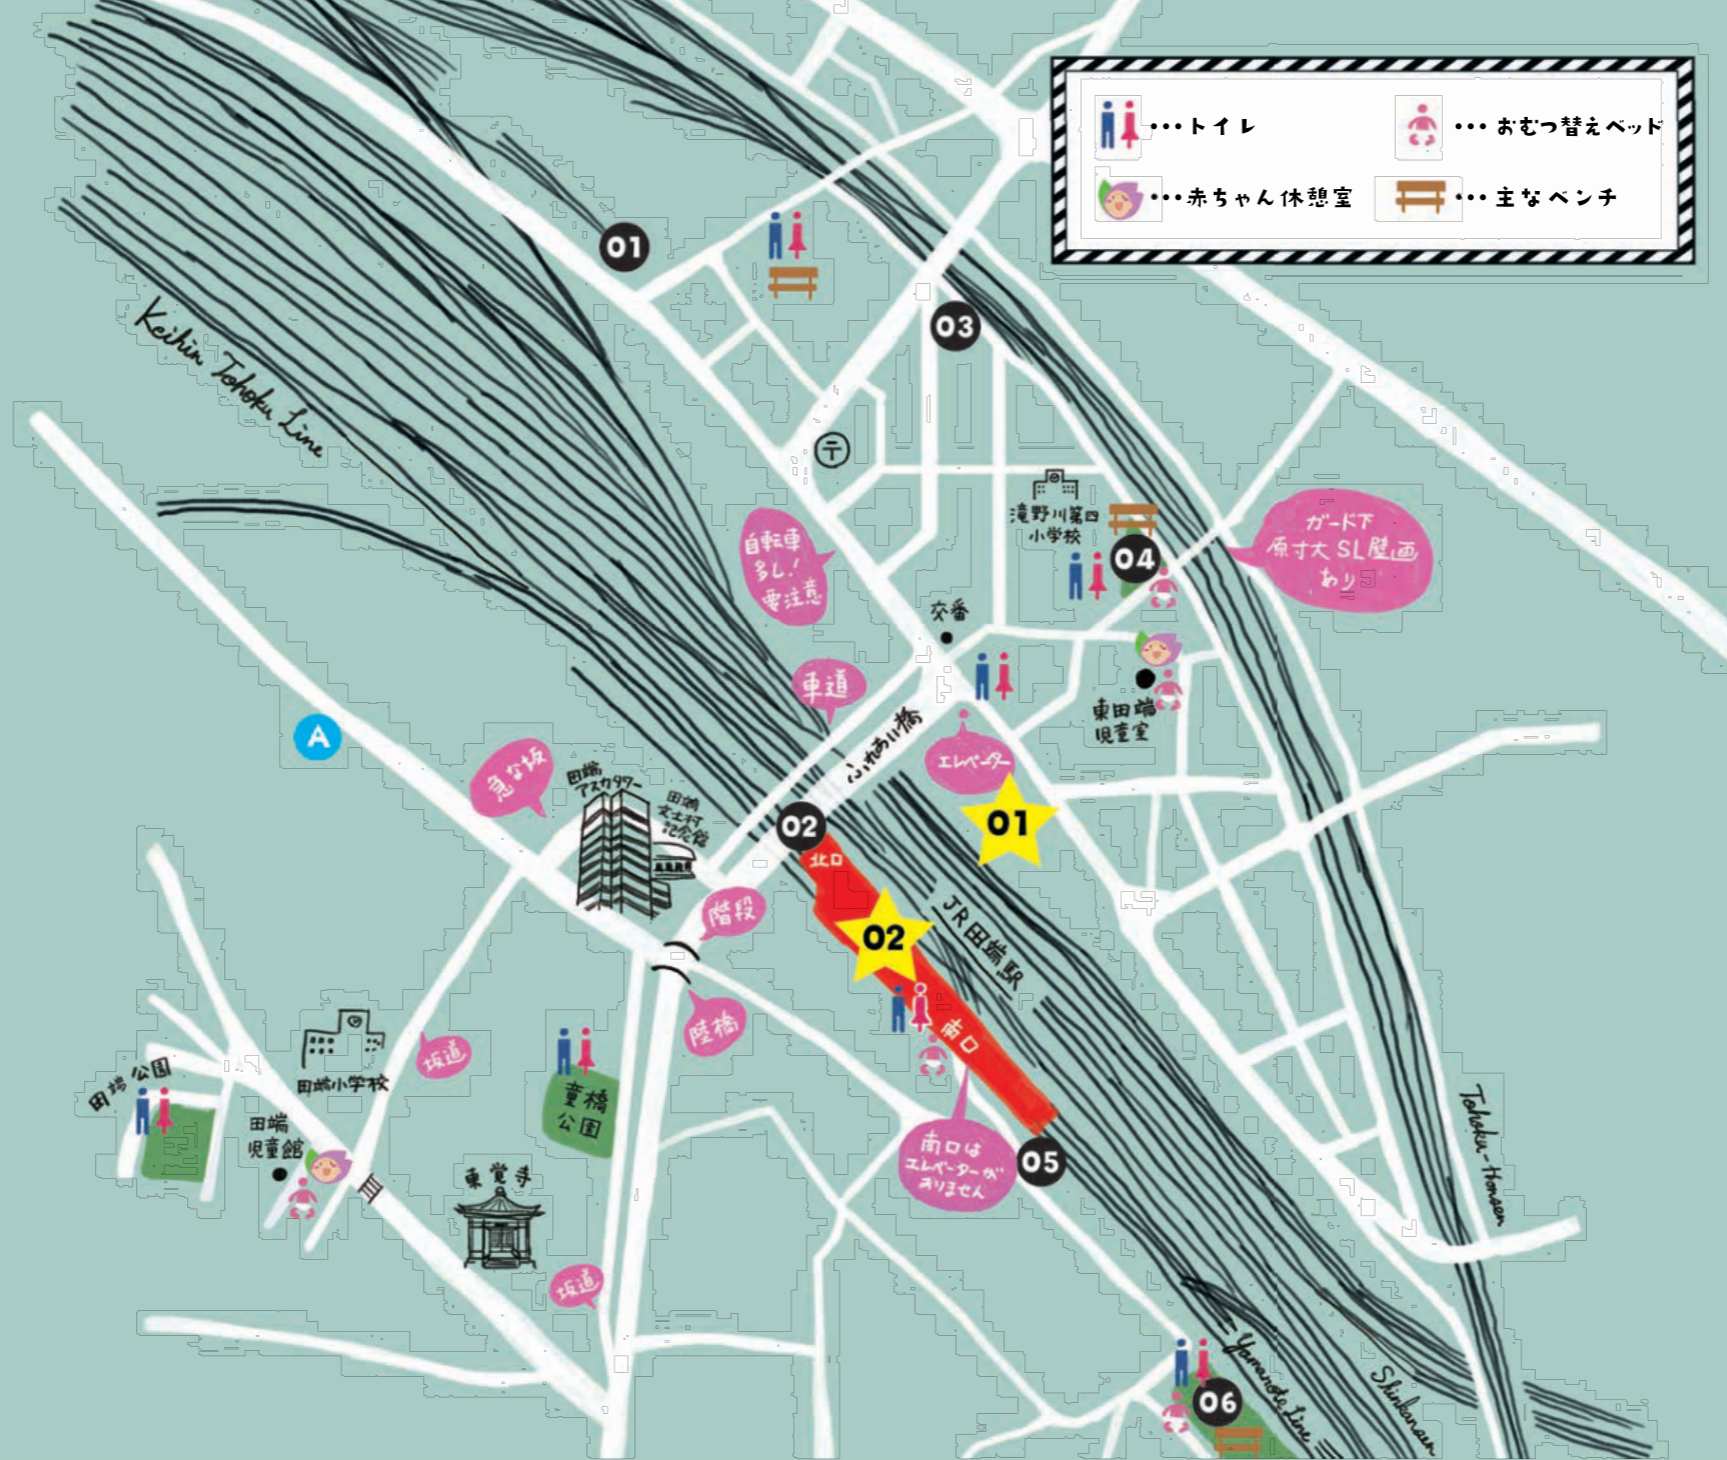 ･･･トイレ
･･･おむつ替えベッド
･･･赤ちゃん休憩室
･･･主なベンチ
01
03
Keihin Tohoku Line
〒
滝野川第四
小学校
04
ガード下
原寸大SL壁画
あり
自転車
多し!
要注意
交番
車道
東田端
児童室
ふれあい橋
エレベーター
A
急な坂
田端
アスカタワー
田端
文士村
記念館
02
01
北口
階段
02
JR田端駅
陸橋
南口
田端小学校
坂道
田端公園
童橋
公園
田端
児童館
南口は
エレベーターが
ありません
05
東覚寺
坂道
Tohoku-Honsen
06
Yamanote Line
Shinkansen